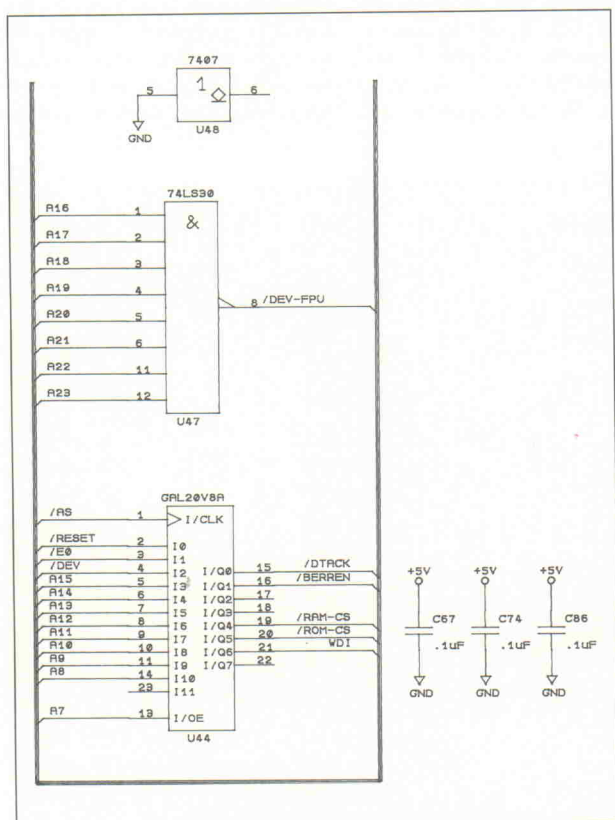 7407
5 1 6
GND
U48
74LS30
A16 1 &
A17 2
A18 3
A19 4
8 /DEV-FPU
A20 5
A21 6
A22 11
A23 12
U47
GAL20V8A
/AS 1 I/CLK
/RESET 2 I0
/E0 3 I1
/DEV 4 I2 I/Q0 15 /DTACK
A15 5 I3 I/Q1 16 /BERREN
A14 6 I4 I/Q2 17
A13 7 I5 I/Q3 18
A12 8 I6 I/Q4 19 /RAM-CS
A11 9 I7 I/Q5 20 /ROM-CS
A10 10 I8 I/Q6 21 WDI
A9 11 I9 I/Q7 22
A8 14 I10
23 I11
A7 13 I/OE
U44
+5V +5V +5V
C67 C74 C86
.1uF .1uF .1uF
GND GND GND